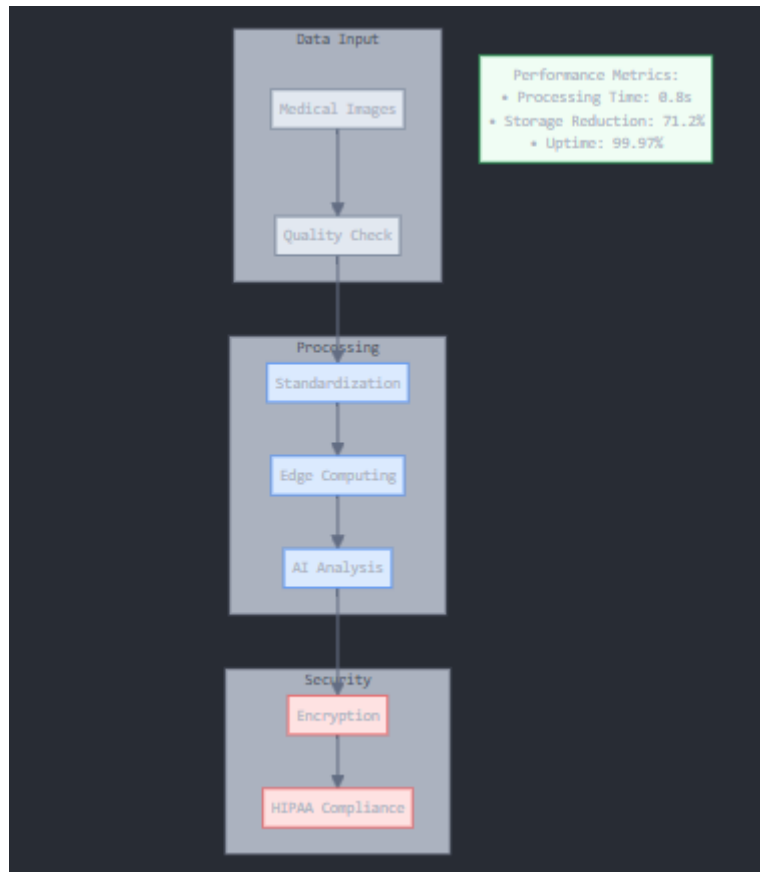 Data Input
Medical Images
Quality Check
Performance Metrics:
• Processing Time: 0.8s
• Storage Reduction: 71.2%
• Uptime: 99.97%
Processing
Standardization
Edge Computing
AI Analysis
Security
Encryption
HIPAA Compliance